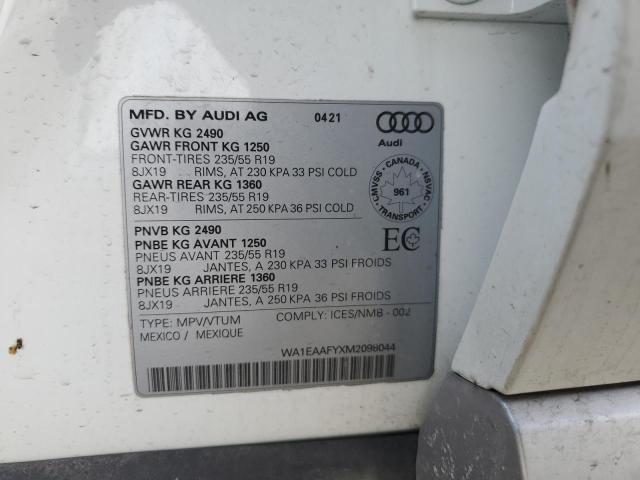 MFD. BY AUDI AG 04 21
GVWR KG 2490
GAWR FRONT KG 1250
FRONT-TIRES 235/55 R19
8JX19 RIMS, AT 230 KPA 33 PSI COLD
GAWR REAR KG 1360
REAR-TIRES 235/55 R19
8JX19 RIMS, AT 250 KPA 36 PSI COLD
Audi
CMVSS - CANADA - NSVAC
961
TRANSPORT
PNVB KG 2490
PNBE KG AVANT 1250
PNEUS AVANT 235/55 R19
8JX19 JANTES, A 230 KPA 33 PSI FROIDS
PNBE KG ARRIERE 1360
PNEUS ARRIERE 235/55 R19
8JX19 JANTES, A 250 KPA 36 PSI FROIDS
EC
TYPE: MPV/VTUM COMPLY: ICES/NMB - 002
MEXICO / MEXIQUE
WA1EAAFYXM2098044